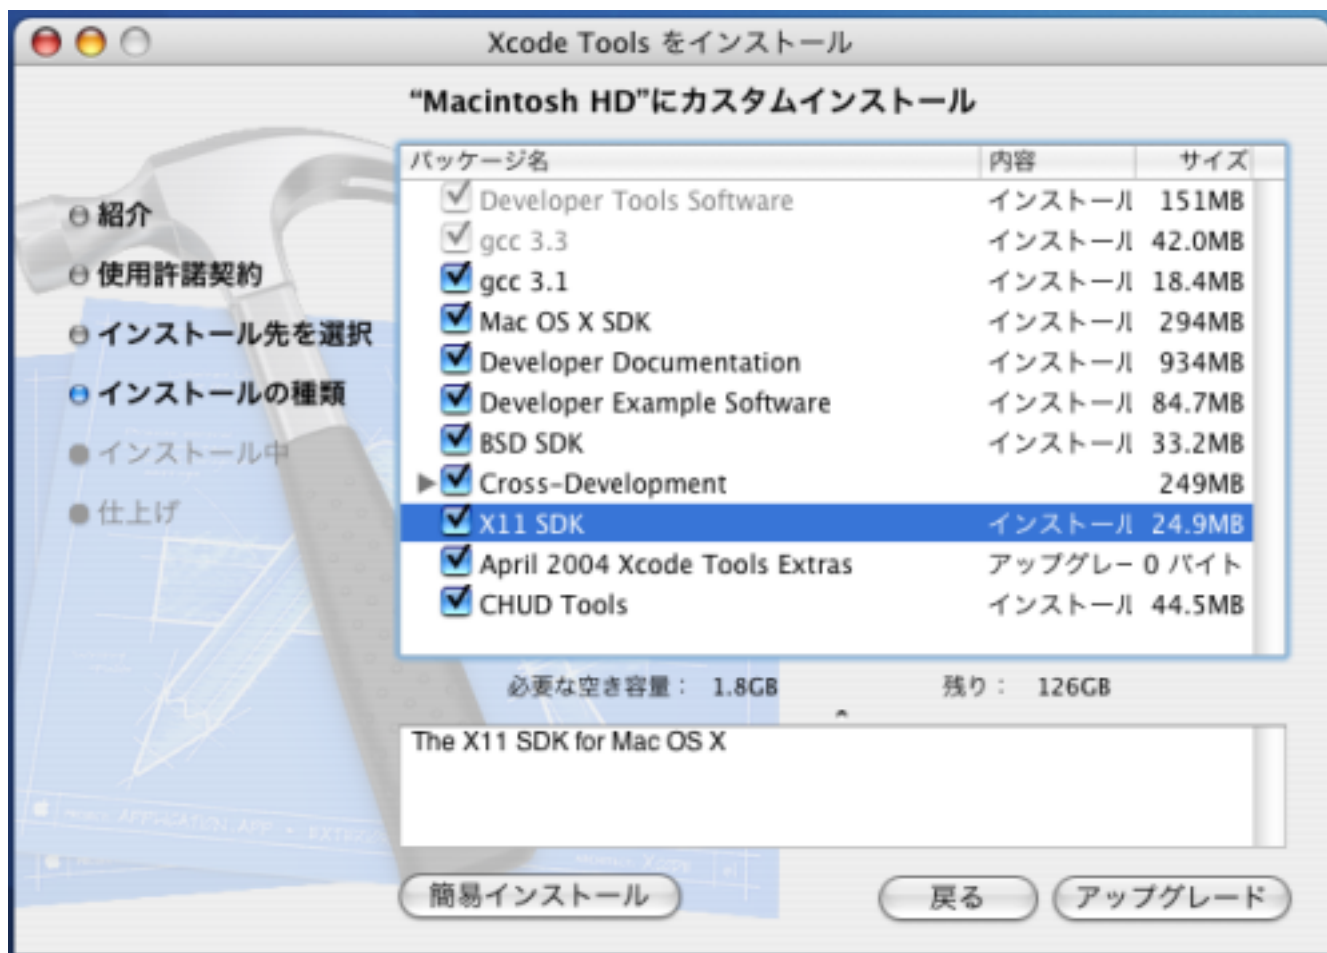 Xcode Tools をインストール
“Macintosh HD”にカスタムインストール
紹介
使用許諾契約
インストール先を選択
インストールの種類
インストール中
仕上げ
パッケージ名 内容 サイズ
Developer Tools Software インストール 151MB
gcc 3.3 インストール 42.0MB
gcc 3.1 インストール 18.4MB
Mac OS X SDK インストール 294MB
Developer Documentation インストール 934MB
Developer Example Software インストール 84.7MB
BSD SDK インストール 33.2MB
Cross-Development 249MB
X11 SDK インストール 24.9MB
April 2004 Xcode Tools Extras アップグレー 0 バイト
CHUD Tools インストール 44.5MB
必要な空き容量： 1.8GB 残り： 126GB
The X11 SDK for Mac OS X
APPLICATION.APP
簡易インストール 戻る アップグレード